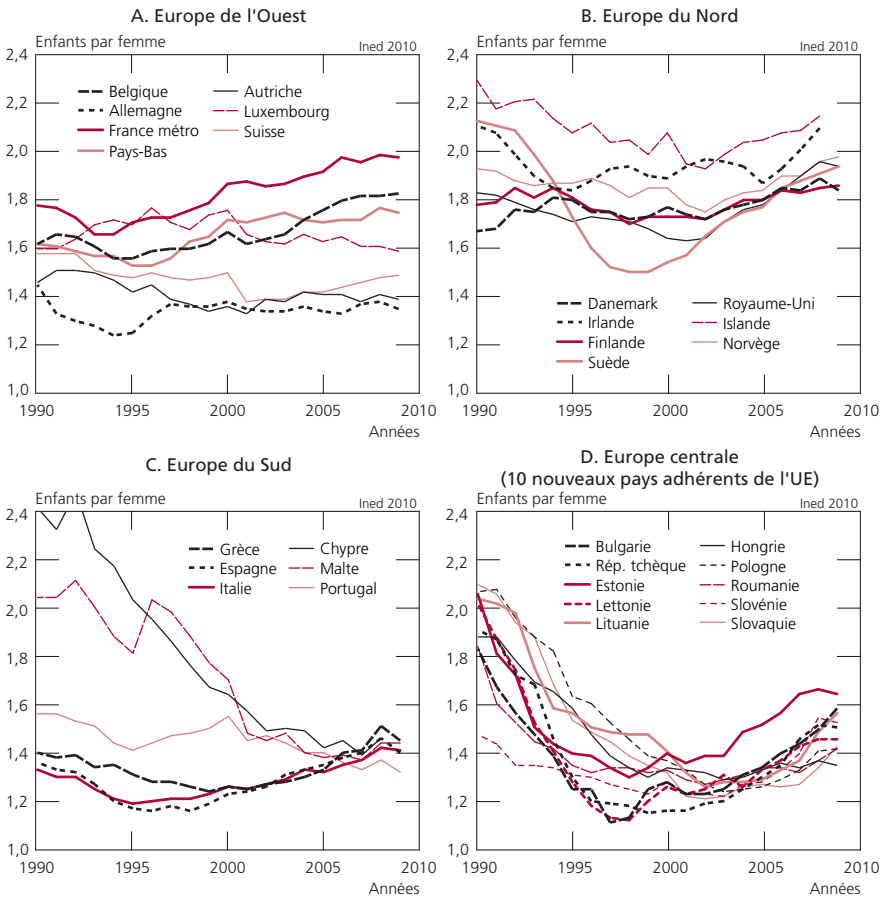 A. Europe de l'Ouest
Enfants par femme
Ined 2010
2,4
2,2
2,0
1,8
1,6
1,4
1,2
1,0
Belgique
Allemagne
France métro
Pays-Bas
Autriche
Luxembourg
Suisse
1990 1995 2000 2005 2010
Années
B. Europe du Nord
Enfants par femme
Ined 2010
2,4
2,2
2,0
1,8
1,6
1,4
1,2
1,0
Danemark
Irlande
Finlande
Suède
Royaume-Uni
Islande
Norvège
1990 1995 2000 2005 2010
Années
C. Europe du Sud
Enfants par femme
Ined 2010
2,4
2,2
2,0
1,8
1,6
1,4
1,2
1,0
Grèce
Espagne
Italie
Chypre
Malte
Portugal
1990 1995 2000 2005 2010
Années
D. Europe centrale
(10 nouveaux pays adhérents de l'UE)
Enfants par femme
Ined 2010
2,4
2,2
2,0
1,8
1,6
1,4
1,2
1,0
Bulgarie
Rép. tchèque
Estonie
Lettonie
Lituanie
Hongrie
Pologne
Roumanie
Slovénie
Slovaquie
1990 1995 2000 2005 2010
Années